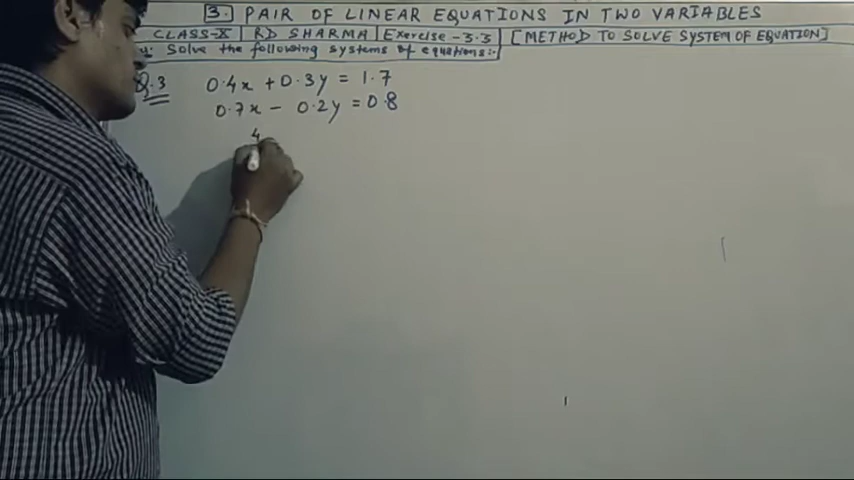 3. PAIR OF LINEAR EQUATIONS IN TWO VARIABLES
CLASS-X | RD SHARMA | Exercise-3.3 | [METHOD TO SOLVE SYSTEM OF EQUATION]
Solve the following systems of equations:-
Q.3 0.4x + 0.3y = 1.7
0.7x - 0.2y = 0.8
4